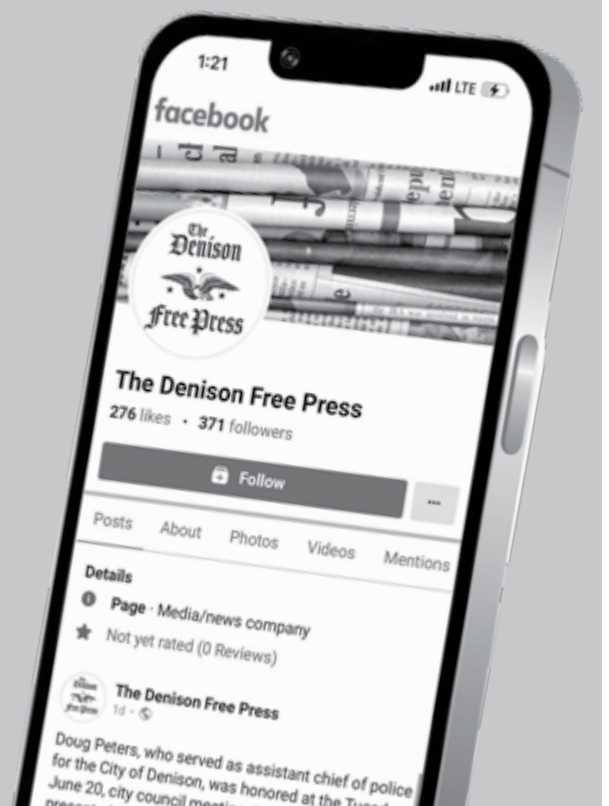 1:21
LTE
facebook
The
Denison
Free Press
The Denison Free Press
276 likes · 371 followers
Follow
Posts About Photos Videos Mentions
Details
Page · Media/news company
Not yet rated (0 Reviews)
The Denison Free Press
1d
Doug Peters, who served as assistant chief of police
for the City of Denison, was honored at the
June 20, city council